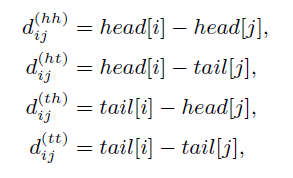 d_{ij}^{(hh)} = head[i] − head[j],
d_{ij}^{(ht)} = head[i] − tail[j],
d_{ij}^{(th)} = tail[i] − head[j],
d_{ij}^{(tt)} = tail[i] − tail[j],